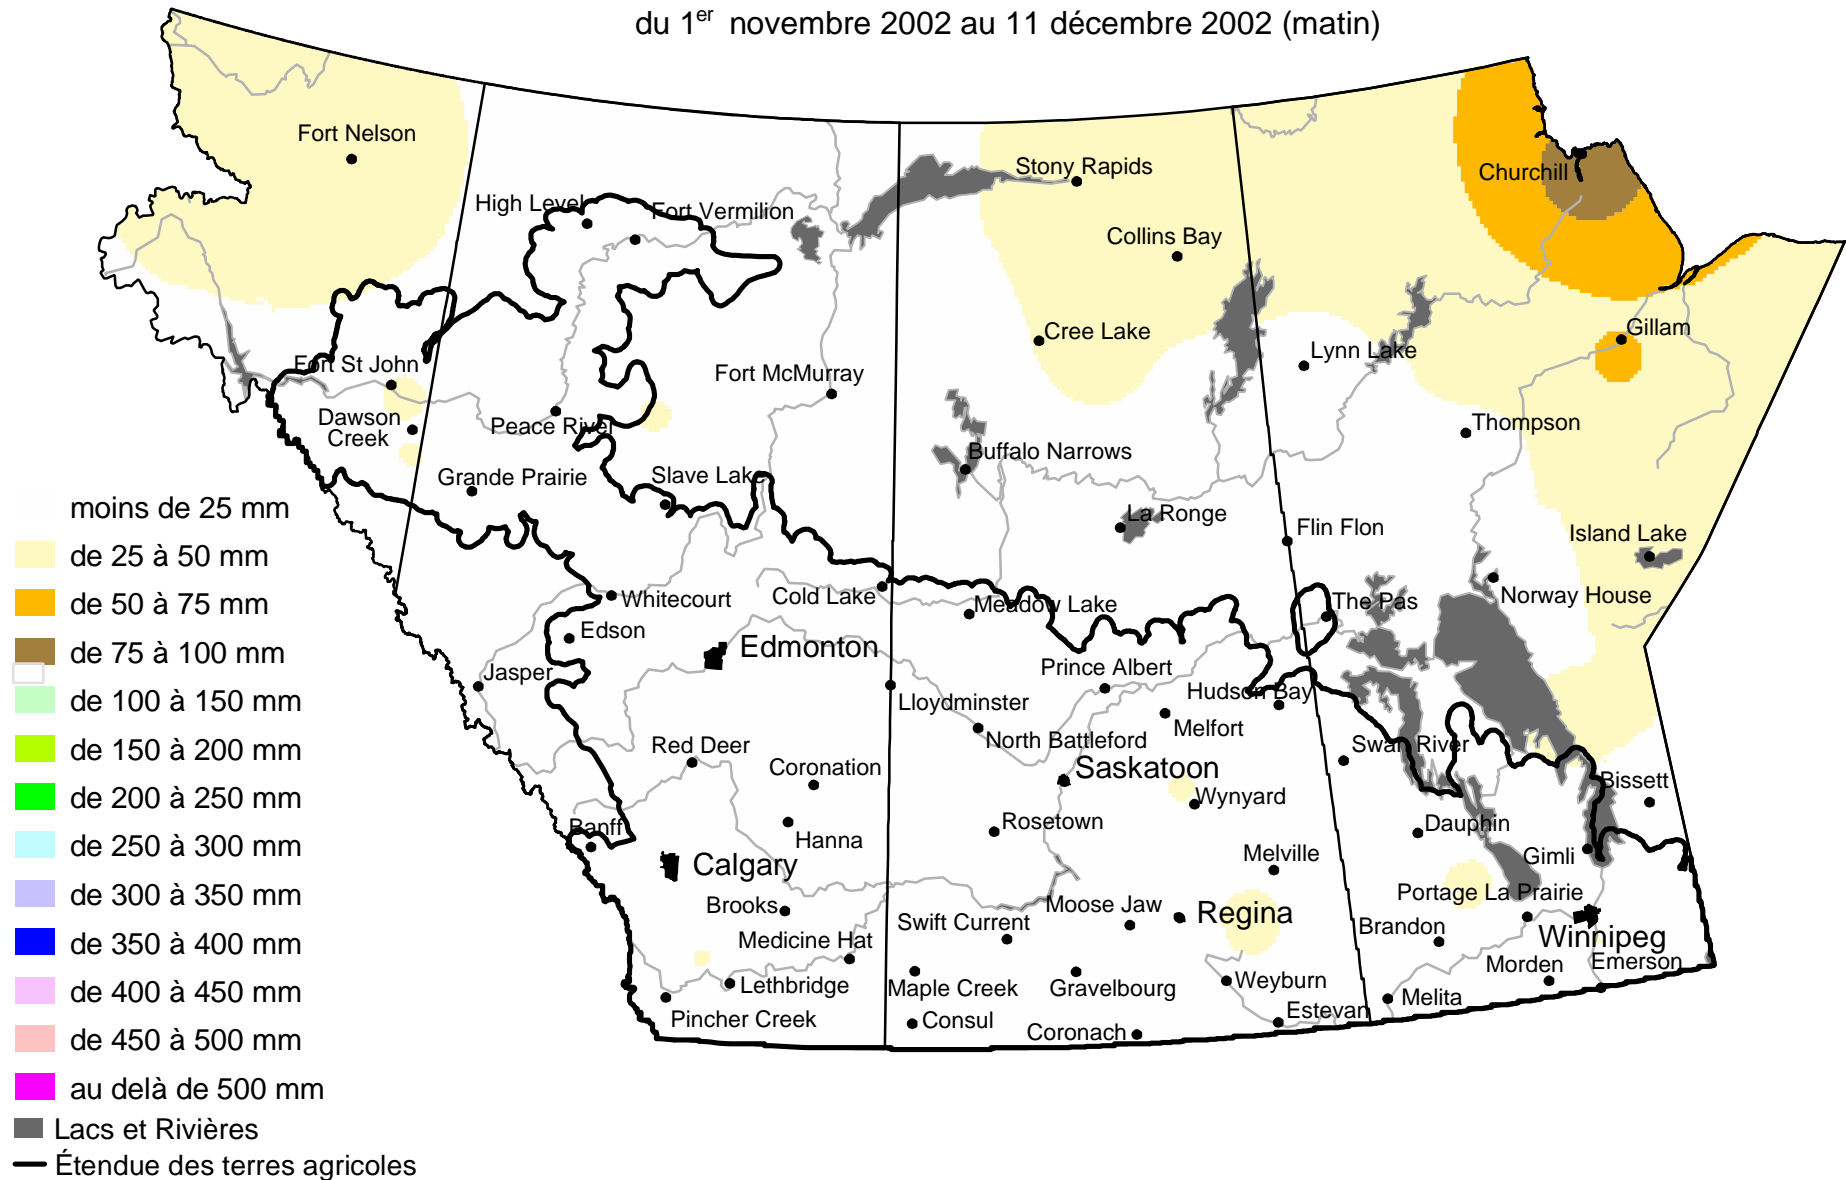 du 1er novembre 2002 au 11 décembre 2002 (matin)
Fort Nelson
Stony Rapids
Churchill
High Level
Fort Vermilion
Collins Bay
Cree Lake
Gillam
Lynn Lake
Fort St John
Fort McMurray
Dawson
Creek
Peace River
Thompson
Buffalo Narrows
Grande Prairie
Slave Lake
La Ronge
Flin Flon
Island Lake
Whitecourt
Cold Lake
Meadow Lake
The Pas
Norway House
Edson
Edmonton
Jasper
Prince Albert
Hudson Bay
Lloydminster
Melfort
North Battleford
Red Deer
Swan River
Coronation
Saskatoon
Bissett
Wynyard
Banff
Hanna
Rosetown
Dauphin
Calgary
Melville
Gimli
Portage La Prairie
Brooks
Moose Jaw
Regina
Swift Current
Brandon
Winnipeg
Medicine Hat
Morden
Emerson
Lethbridge
Maple Creek
Gravelbourg
Weyburn
Melita
Pincher Creek
Consul
Coronach
Estevan
moins de 25 mm
de 25 à 50 mm
de 50 à 75 mm
de 75 à 100 mm
de 100 à 150 mm
de 150 à 200 mm
de 200 à 250 mm
de 250 à 300 mm
de 300 à 350 mm
de 350 à 400 mm
de 400 à 450 mm
de 450 à 500 mm
au delà de 500 mm
Lacs et Rivières
Étendue des terres agricoles